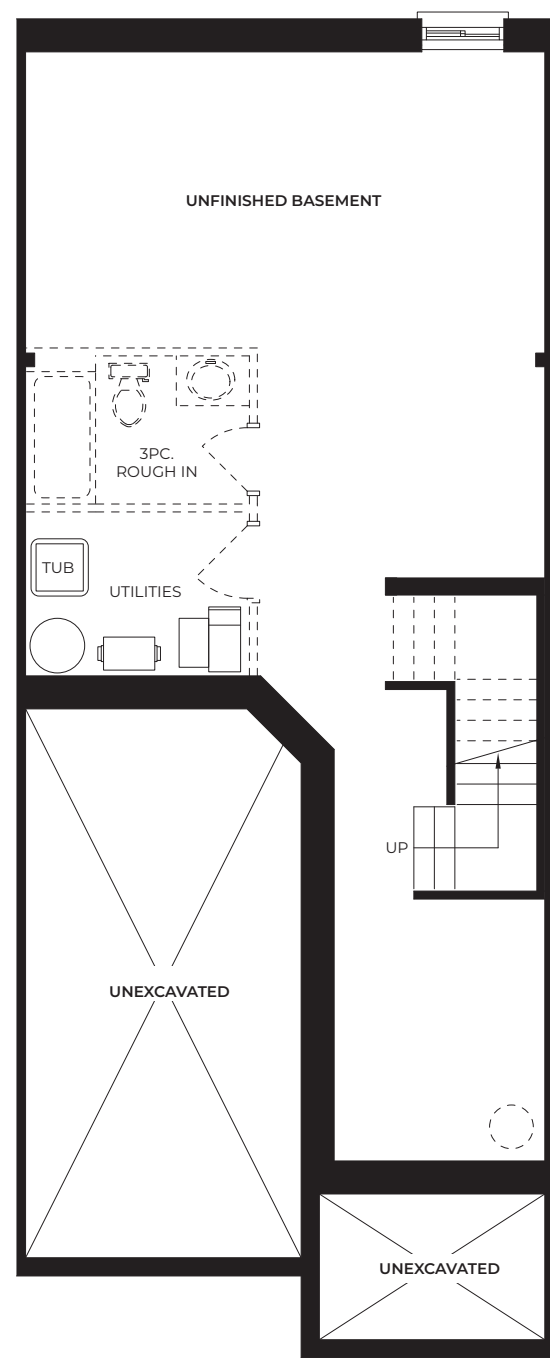 UNFINISHED BASEMENT
3PC.
ROUGH IN
TUB
UTILITIES
UP
UNEXCAVATED
UNEXCAVATED